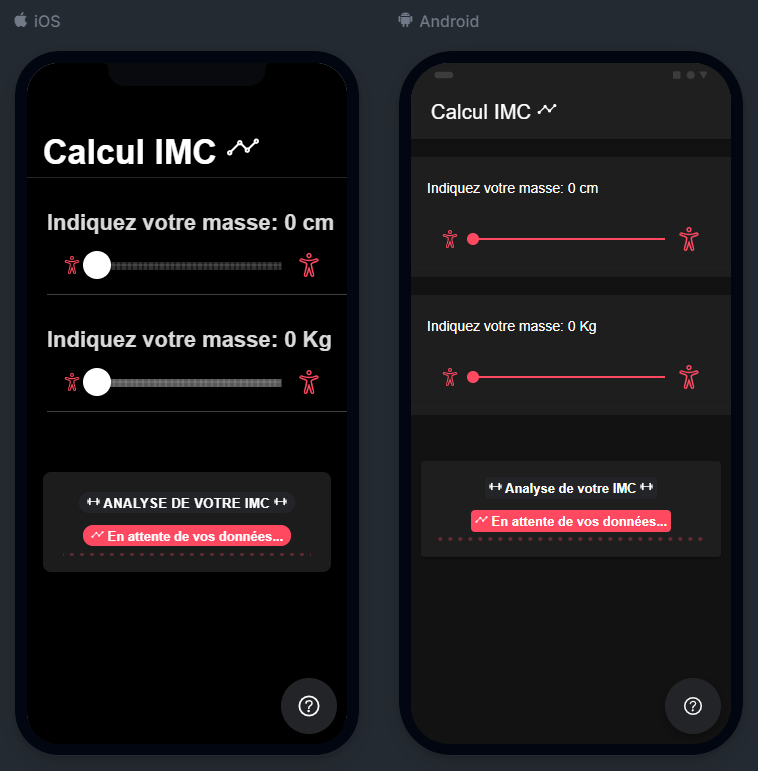 iOS
Calcul IMC
Indiquez votre masse: 0 cm
Indiquez votre masse: 0 Kg
ANALYSE DE VOTRE IMC
En attente de vos données...
Android
Calcul IMC
Indiquez votre masse: 0 cm
Indiquez votre masse: 0 Kg
Analyse de votre IMC
En attente de vos données...